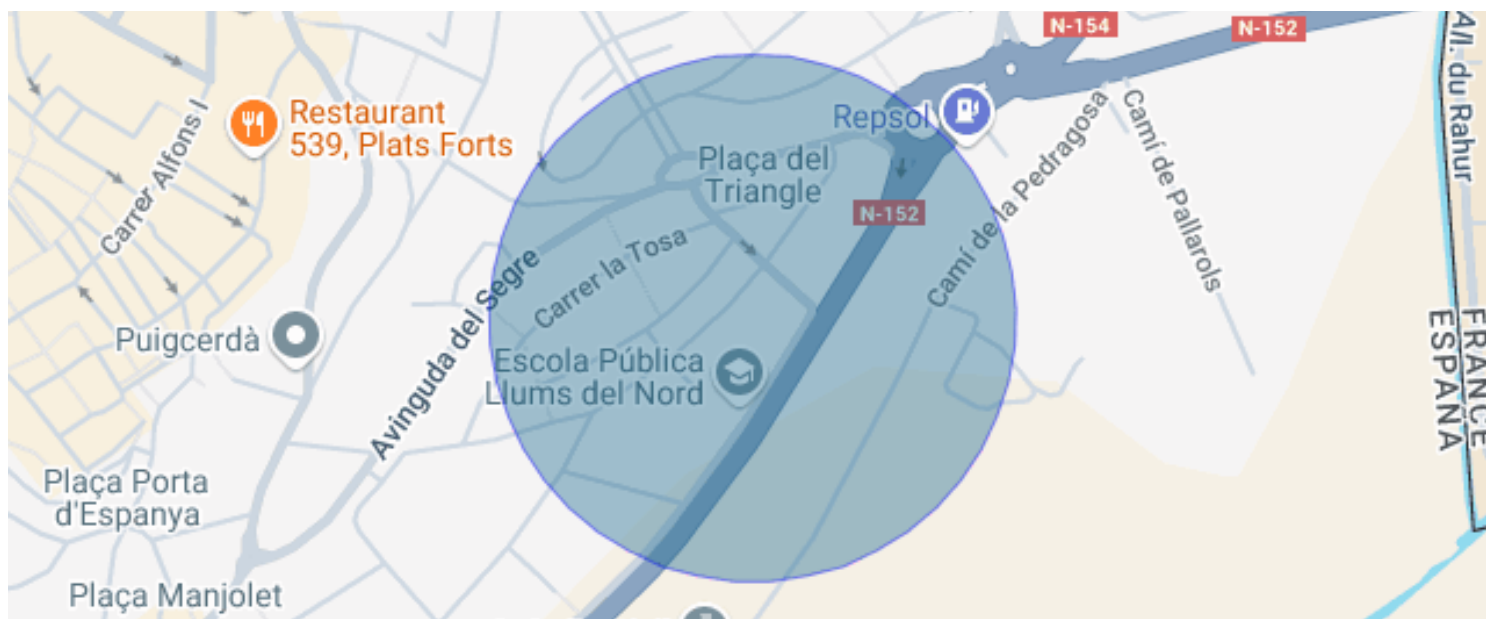 N-154
N-152
A/l. du Rahur
Restaurant
539, Plats Forts
Carrer Alfons I
Repsol
Camí de Pallarols
Plaça del
Triangle
N-152
Camí de la Pedragosa
Carrer la Tosa
Avinguda del Segre
Puigcerdà
Escola Pública
Llums del Nord
FRANCE
ESPAÑA
Plaça Porta
d'Espanya
Plaça Manjolet